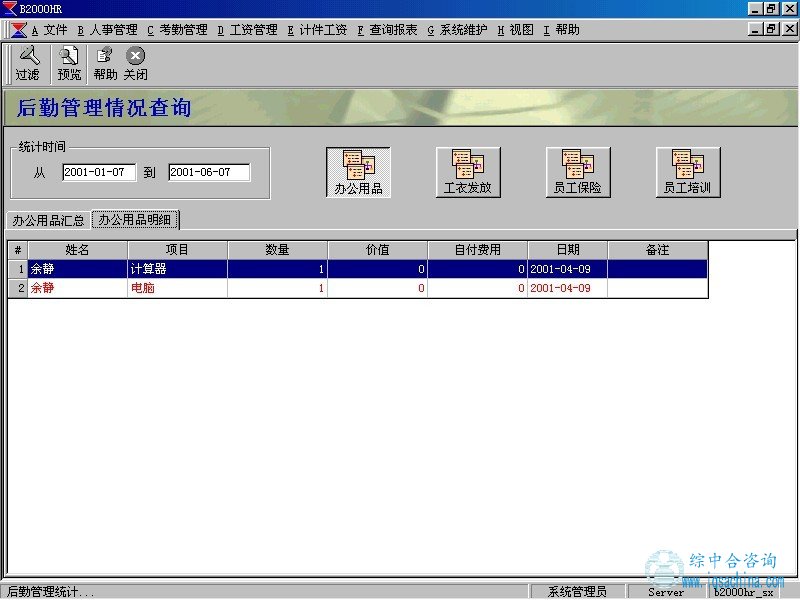 B2000HR
A 文件 B 人事管理 C 考勤管理 D 工资管理 E 计件工资 F 查询报表 G 系统维护 H 视图 I 帮助
过滤 预览 帮助 关闭
后勤管理情况查询
统计时间
从 2001-01-07 到 2001-06-07
办公用品 工衣发放 员工保险 员工培训
办公用品汇总 办公用品明细
# 姓名 项目 数量 价值 自付费用 日期 备注
1 余静 计算器 1 0 0 2001-04-09
2 余静 电脑 1 0 0 2001-04-09
综中合咨询
后勤管理统计... 系统管理员 Server b2000hr_sx